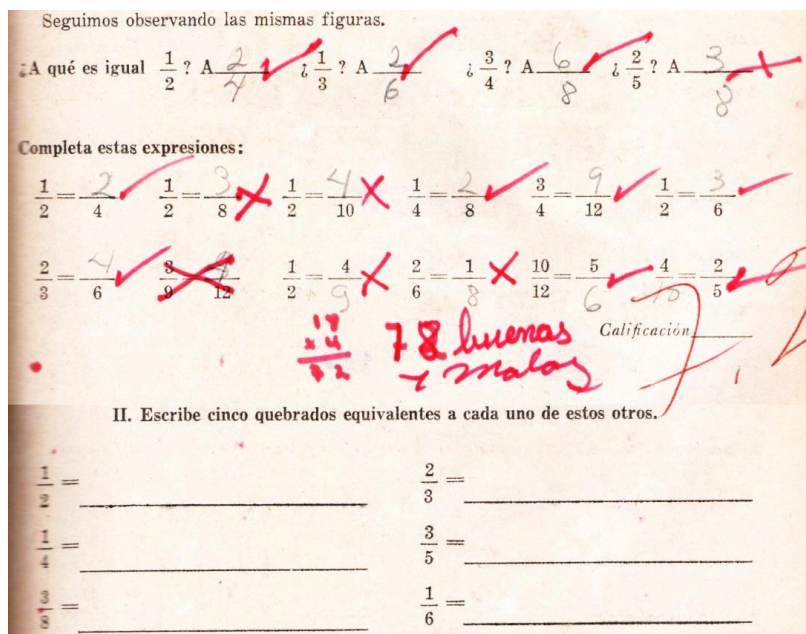 Seguimos observando las mismas figuras.
¿A qué es igual 1/2 ? A 2/4 ¿ 1/3 ? A 2/6 ¿ 3/4 ? A 6/8 ¿ 2/5 ? A 3/8
Completa estas expresiones:
1/2 = 2/4 1/2 = 3/8 1/2 = 4/10 1/4 = 2/8 3/4 = 9/12 1/2 = 3/6
2/3 = 4/6 3/9 12 1/2 = 4/9 2/6 = 1/8 10/12 = 5/6 4/10 = 2/5
buenas
Calificación
malas
II. Escribe cinco quebrados equivalentes a cada uno de estos otros.
1/2 = 2/3 =
1/4 = 3/5 =
3/8 = 1/6 =